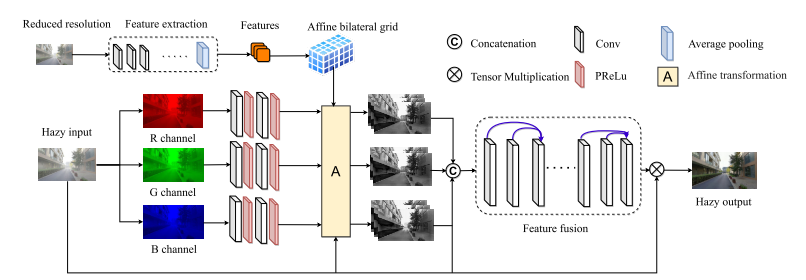 Reduced resolution
Feature extraction
Features
Affine bilateral grid
C Concatenation
Conv
Average pooling
Tensor Multiplication
PReLu
A Affine transformation
Hazy input
R channel
G channel
B channel
A
C
Feature fusion
Hazy output